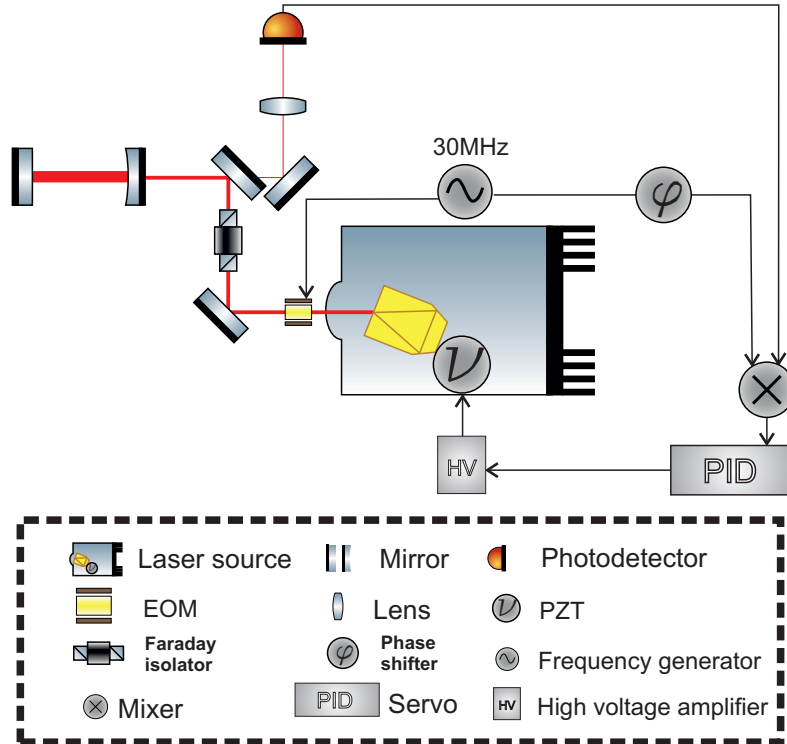 30MHz
φ
ν
HV
PID
Laser source
Mirror
Photodetector
EOM
Lens
ν
PZT
Faraday
isolator
φ
Phase
shifter
Frequency generator
Mixer
PID
Servo
HV
High voltage amplifier